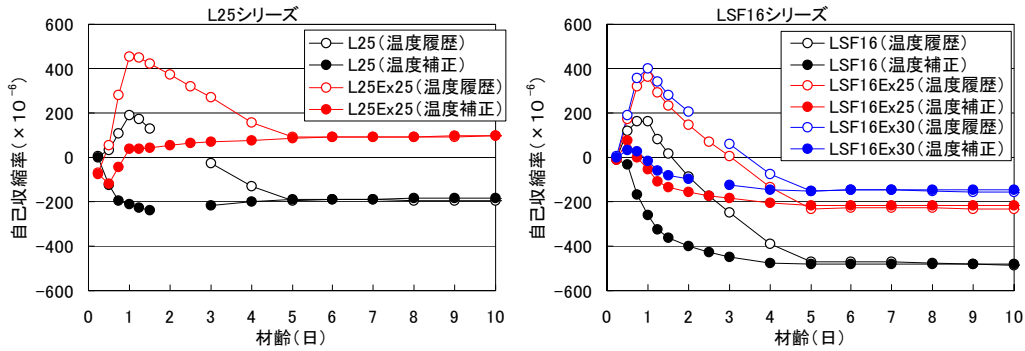 L25シリーズ
自己収縮率(×10⁻⁶)
600
400
200
0
−200
−400
−600
0 1 2 3 4 5 6 7 8 9 10
材齢(日)
L25(温度履歴)
L25(温度補正)
L25Ex25(温度履歴)
L25Ex25(温度補正)
LSF16シリーズ
自己収縮率(×10⁻⁶)
600
400
200
0
−200
−400
−600
0 1 2 3 4 5 6 7 8 9 10
材齢(日)
LSF16(温度履歴)
LSF16(温度補正)
LSF16Ex25(温度履歴)
LSF16Ex25(温度補正)
LSF16Ex30(温度履歴)
LSF16Ex30(温度補正)